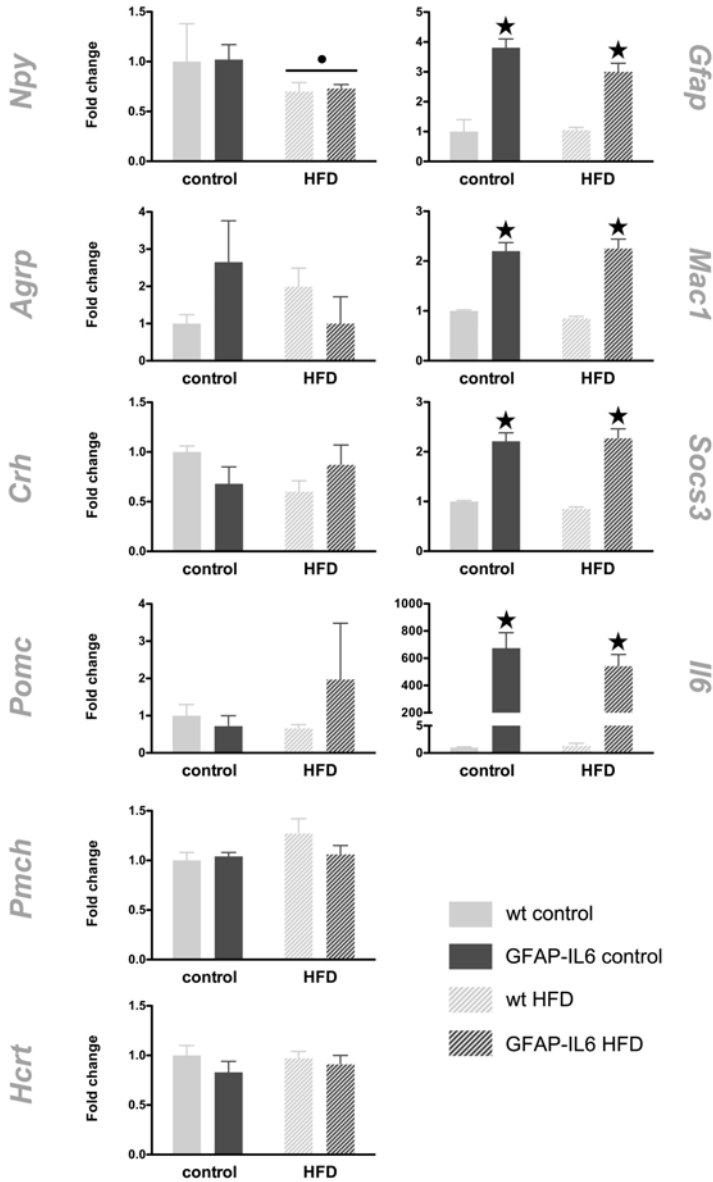 Npy
Fold change
1.5
1.0
0.5
0.0
control
HFD
5
4
3
2
1
0
control
HFD
Gfap
Agrp
Fold change
4
3
2
1
0
control
HFD
3
2
1
0
control
HFD
Mac1
Crh
Fold change
1.5
1.0
0.5
0.0
control
HFD
3
2
1
0
control
HFD
Socs3
Pomc
Fold change
4
3
2
1
0
control
HFD
1000
800
600
400
200
5
0
control
HFD
Il6
Pmch
Fold change
1.5
1.0
0.5
0.0
control
HFD
Hcrt
Fold change
1.5
1.0
0.5
0.0
control
HFD
wt control
GFAP-IL6 control
wt HFD
GFAP-IL6 HFD